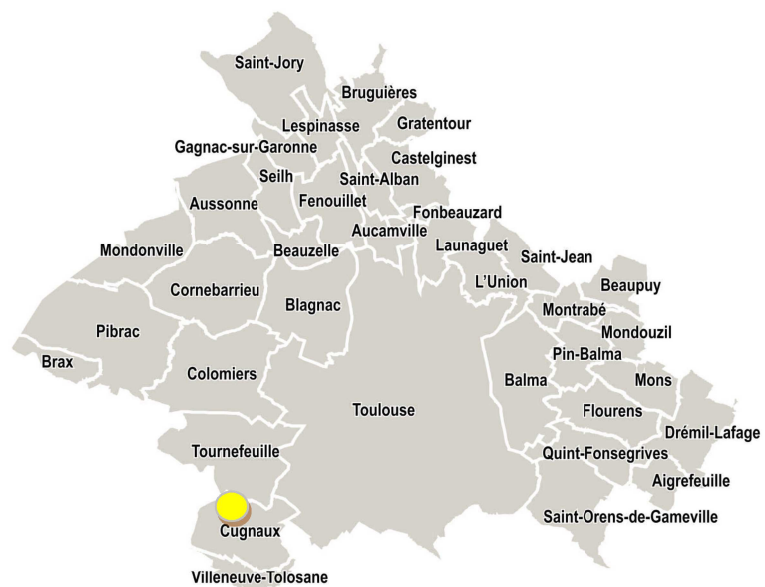 Saint-Jory
Bruguières
Lespinasse
Gratentour
Gagnac-sur-Garonne
Castelginest
Seilh
Saint-Alban
Aussonne
Fenouillet
Fonbeauzard
Aucamville
Launaguet
Mondonville
Beauzelle
Saint-Jean
L'Union
Beaupuy
Cornebarrieu
Blagnac
Montrabé
Pibrac
Mondouzil
Pin-Balma
Brax
Colomiers
Balma
Mons
Toulouse
Flourens
Drémil-Lafage
Tournefeuille
Quint-Fonsegrives
Aigrefeuille
Saint-Orens-de-Gameville
Cugnaux
Villeneuve-Tolosane